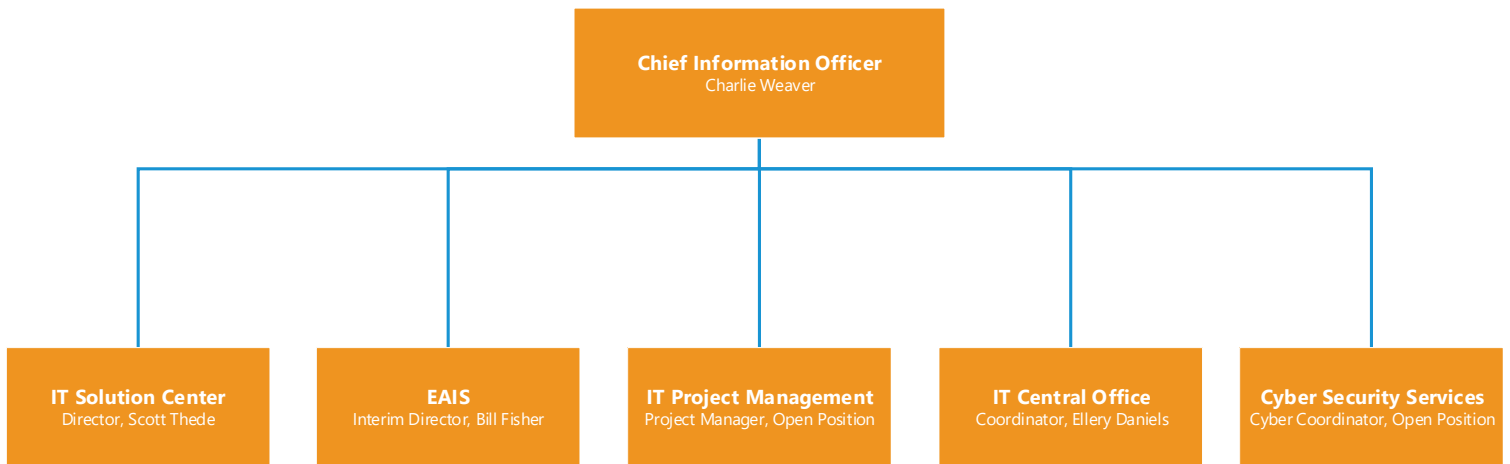 Chief Information Officer
Charlie Weaver
IT Solution Center
Director, Scott Thede
EAIS
Interim Director, Bill Fisher
IT Project Management
Project Manager, Open Position
IT Central Office
Coordinator, Ellery Daniels
Cyber Security Services
Cyber Coordinator, Open Position